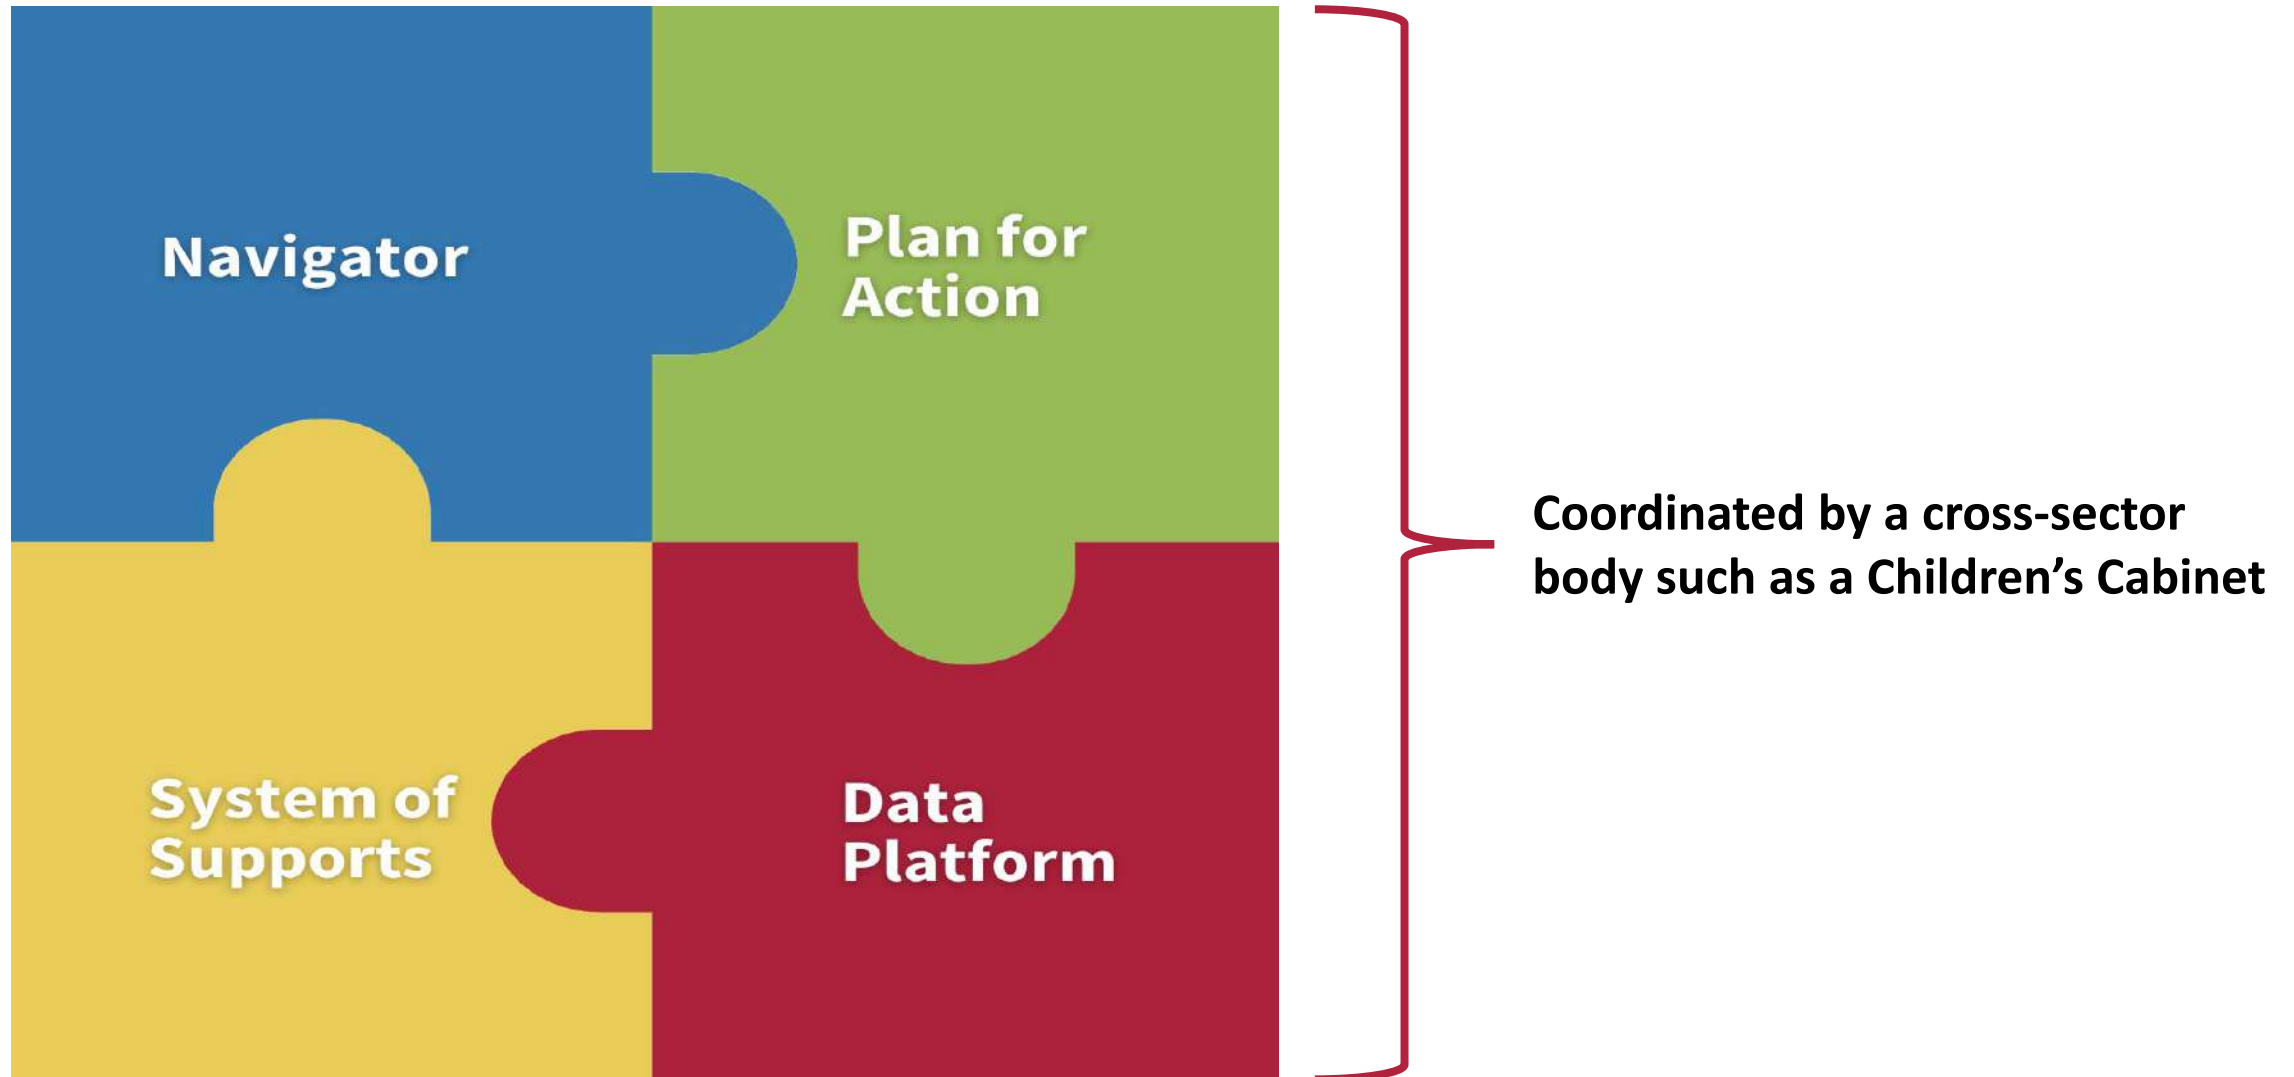 Navigator
Plan for
Action
System of
Supports
Data
Platform
Coordinated by a cross-sector
body such as a Children’s Cabinet